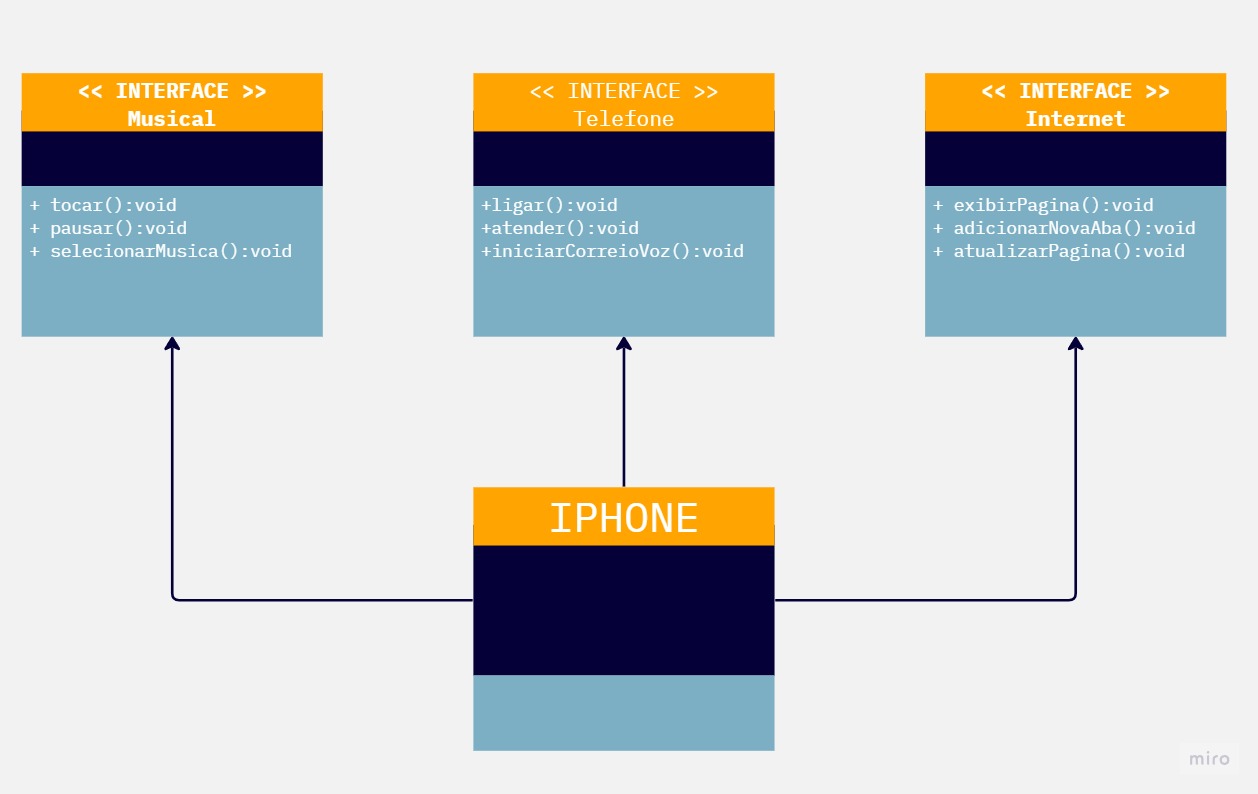 << INTERFACE >>
Musical
+ tocar():void
+ pausar():void
+ selecionarMusica():void
<< INTERFACE >>
Telefone
+ligar():void
+atender():void
+iniciarCorreioVoz():void
<< INTERFACE >>
Internet
+ exibirPagina():void
+ adicionarNovaAba():void
+ atualizarPagina():void
IPHONE
miro